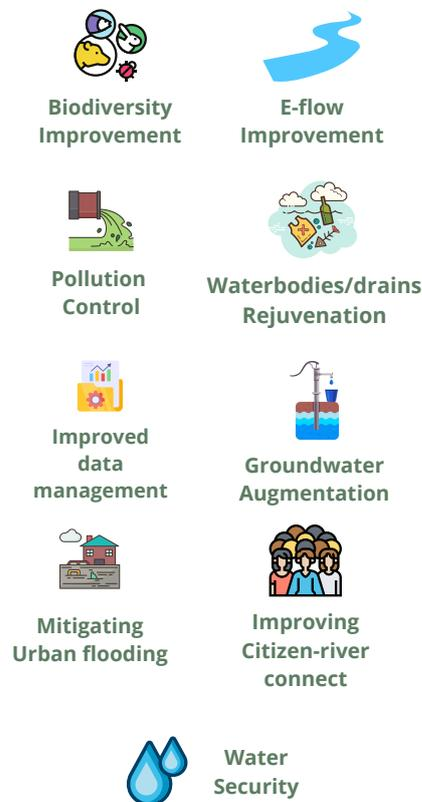 Biodiversity
Improvement
E-flow
Improvement
Pollution
Control
Waterbodies/drains
Rejuvenation
Improved
data
management
Groundwater
Augmentation
Mitigating
Urban flooding
Improving
Citizen-river
connect
Water
Security